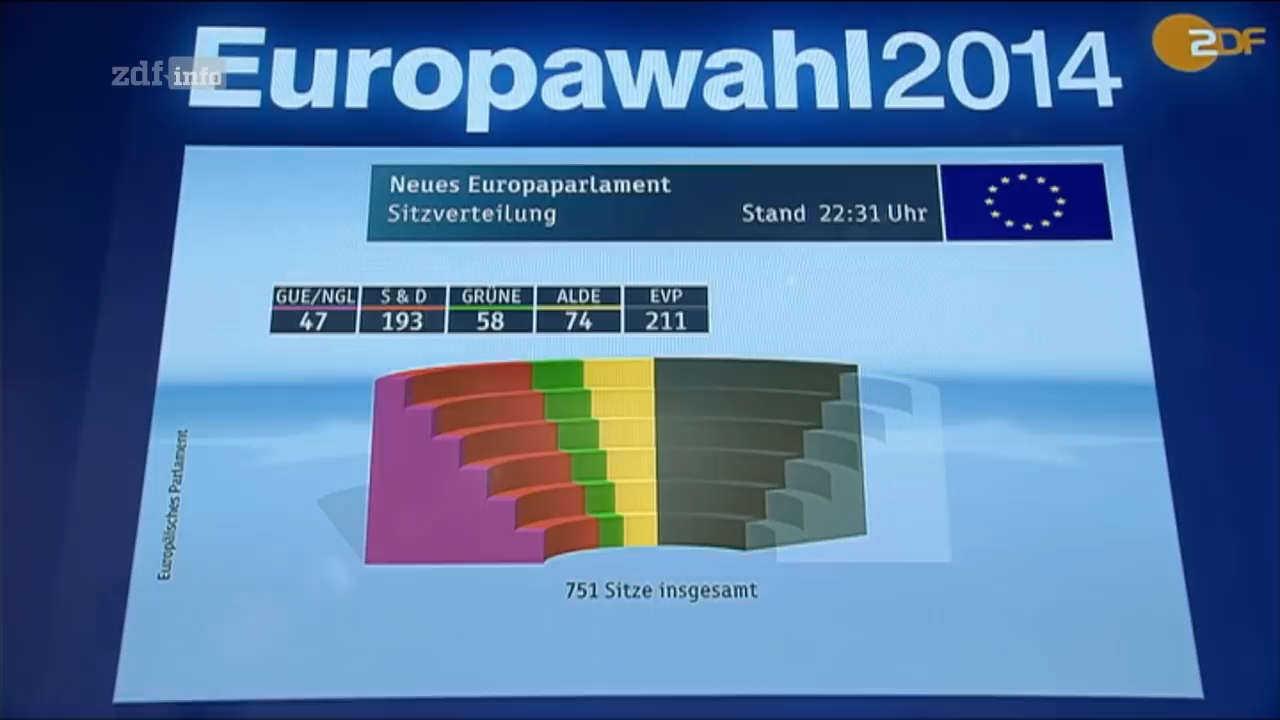 Europawahl2014
zdf info
ZDF
Neues Europaparlament
Sitzverteilung
Stand 22:31 Uhr
GUE/NGL S & D GRÜNE ALDE EVP
47 193 58 74 211
Europäisches Parlament
751 Sitze insgesamt